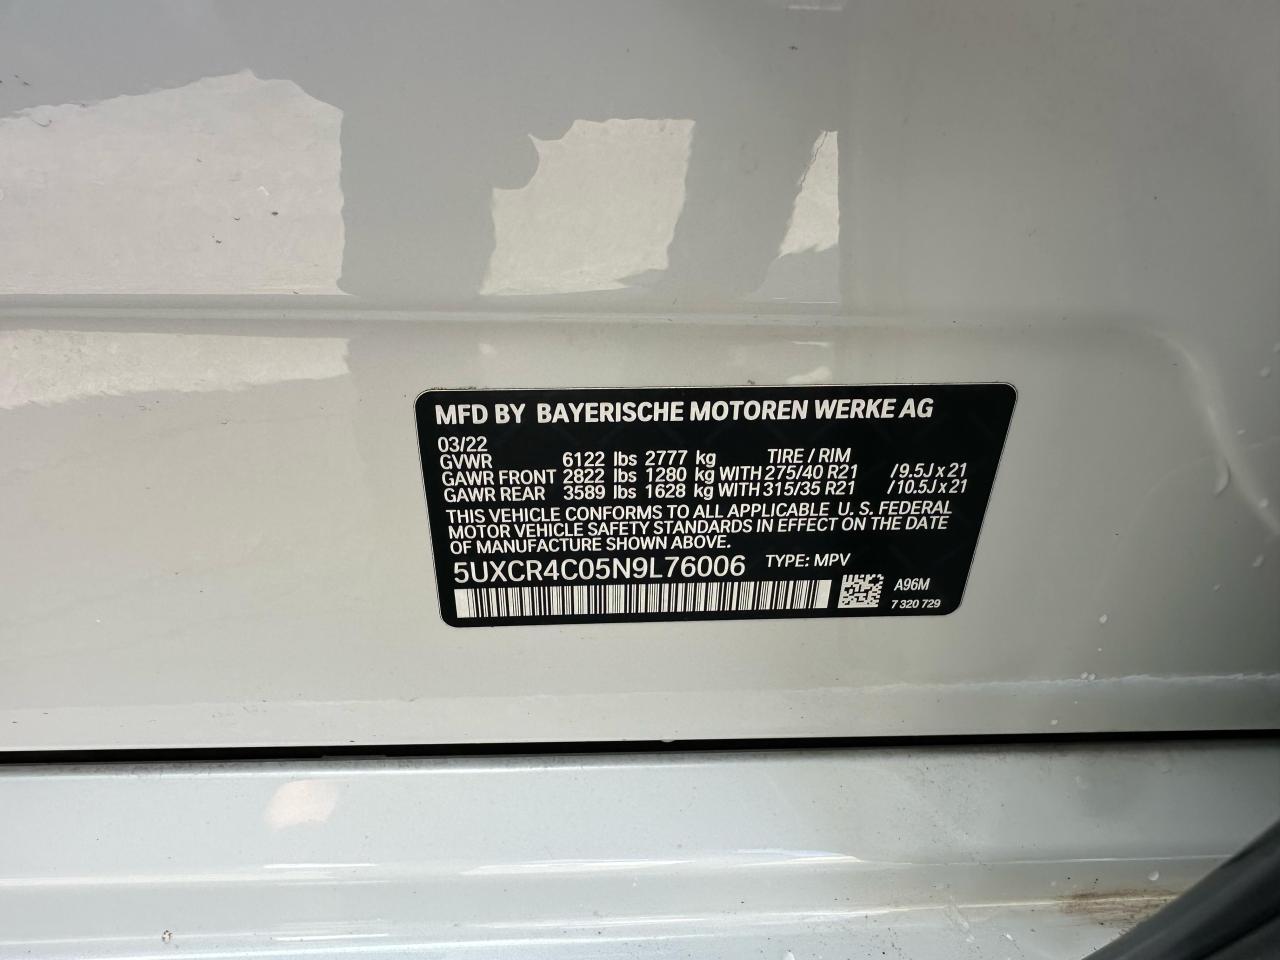 MFD BY BAYERISCHE MOTOREN WERKE AG
03/22
GVWR 6122 lbs 2777 kg TIRE / RIM
GAWR FRONT 2822 lbs 1280 kg WITH 275/40 R21 /9.5J x 21
GAWR REAR 3589 lbs 1628 kg WITH 315/35 R21 /10.5J x 21
THIS VEHICLE CONFORMS TO ALL APPLICABLE U. S. FEDERAL
MOTOR VEHICLE SAFETY STANDARDS IN EFFECT ON THE DATE
OF MANUFACTURE SHOWN ABOVE.
5UXCR4C05N9L76006 TYPE: MPV
A96M
7 320 729